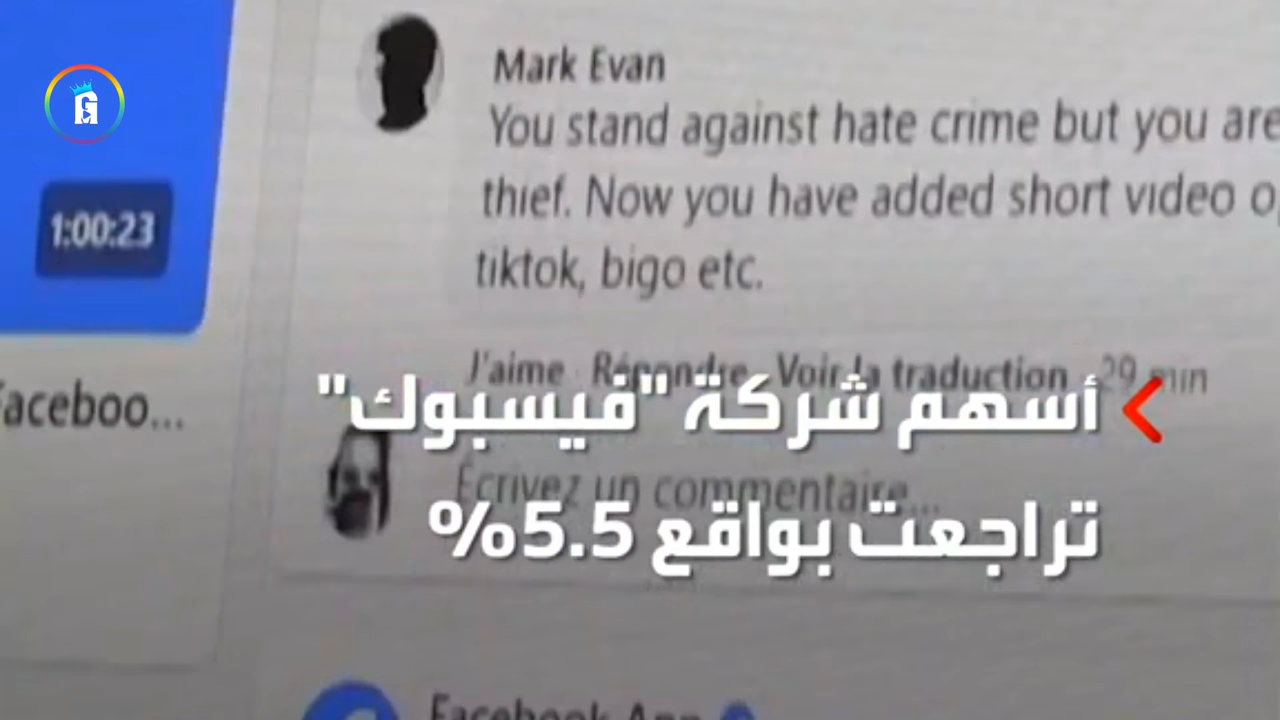 Mark Evan
You stand against hate crime but you are
thief. Now you have added short video
tiktok, bigo etc.
1:00:23
J'aime Répondre Voir la traduction 29 min
Faceboo...
أسهم شركة "فيسبوك"
Écrivez un commentaire...
تراجعت بواقع 5.5%
Facebook App